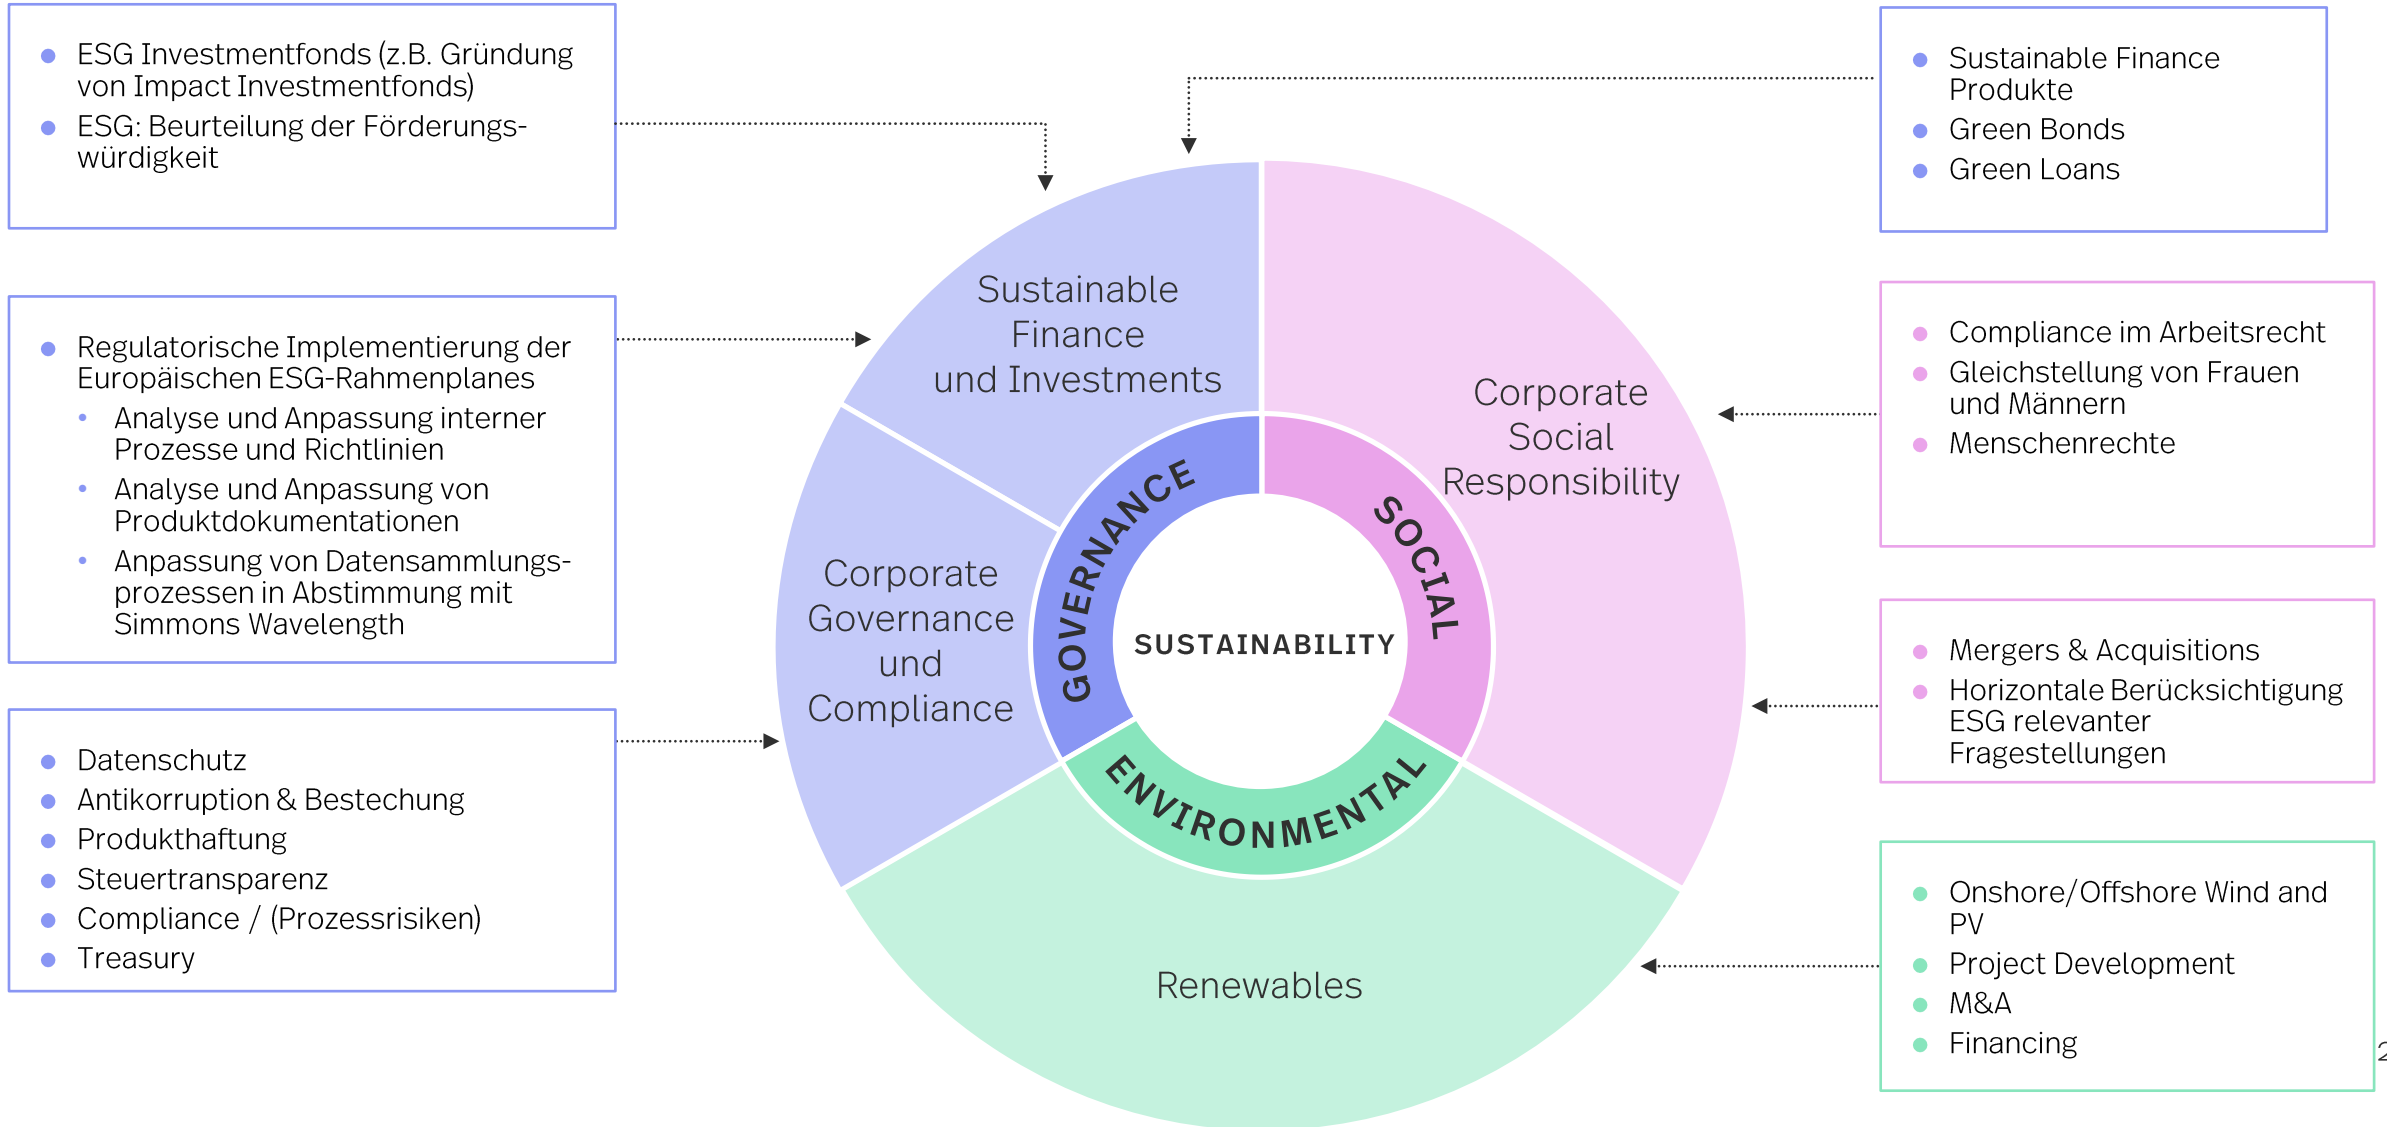 ESG Investmentfonds (z.B. Gründung
von Impact Investmentfonds)
ESG: Beurteilung der Förderungs-
würdigkeit
Regulatorische Implementierung der
Europäischen ESG-Rahmenplanes
Analyse und Anpassung interner
Prozesse und Richtlinien
Analyse und Anpassung von
Produktdokumentationen
Anpassung von Datensammlungs-
prozessen in Abstimmung mit
Simmons Wavelength
Datenschutz
Antikorruption & Bestechung
Produkthaftung
Steuertransparenz
Compliance / (Prozessrisiken)
Treasury
Sustainable
Finance
und Investments
Corporate
Governance
und
Compliance
Corporate
Social
Responsibility
Renewables
GOVERNANCE
SOCIAL
ENVIRONMENTAL
SUSTAINABILITY
Sustainable Finance
Produkte
Green Bonds
Green Loans
Compliance im Arbeitsrecht
Gleichstellung von Frauen
und Männern
Menschenrechte
Mergers & Acquisitions
Horizontale Berücksichtigung
ESG relevanter
Fragestellungen
Onshore/Offshore Wind and
PV
Project Development
M&A
Financing